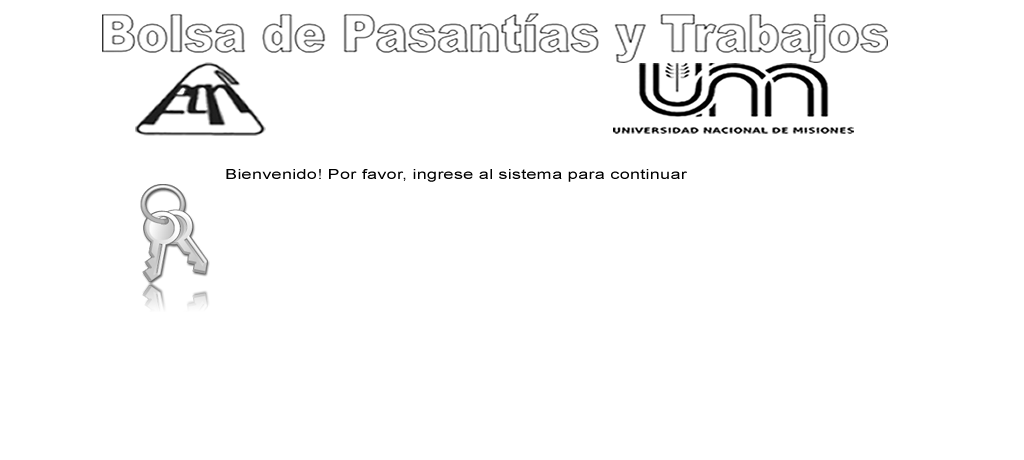 Bolsa de Pasantías y Trabajos
UNIVERSIDAD NACIONAL DE MISIONES
Bienvenido! Por favor, ingrese al sistema para continuar